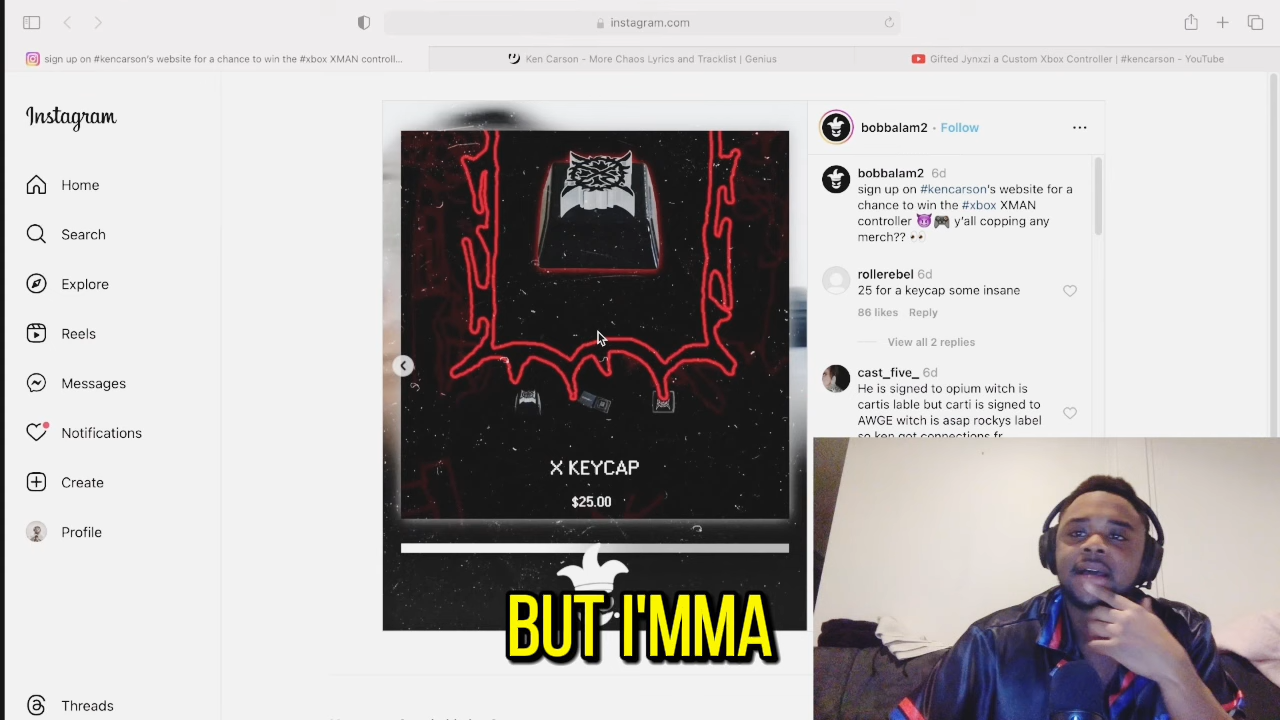 instagram.com
sign up on #kencarson's website for a chance to win the #xbox XMAN controll...
Ken Carson - More Chaos Lyrics and Tracklist | Genius
Gifted Jynxzi a Custom Xbox Controller | #kencarson - YouTube
Instagram
Home
Search
Explore
Reels
Messages
Notifications
Create
Profile
Threads
X KEYCAP
$25.00
BUT I'MMA
bobbalam2 • Follow
bobbalam2 6d
sign up on #kencarson's website for a
chance to win the #xbox XMAN
controller 😈🎮 y'all copping any
merch?? 👀
rollerebel 6d
25 for a keycap some insane
86 likes Reply
View all 2 replies
cast_five_ 6d
He is signed to opium witch is
cartis lable but carti is signed to
AWGE witch is asap rockys label
so ken got connections fr